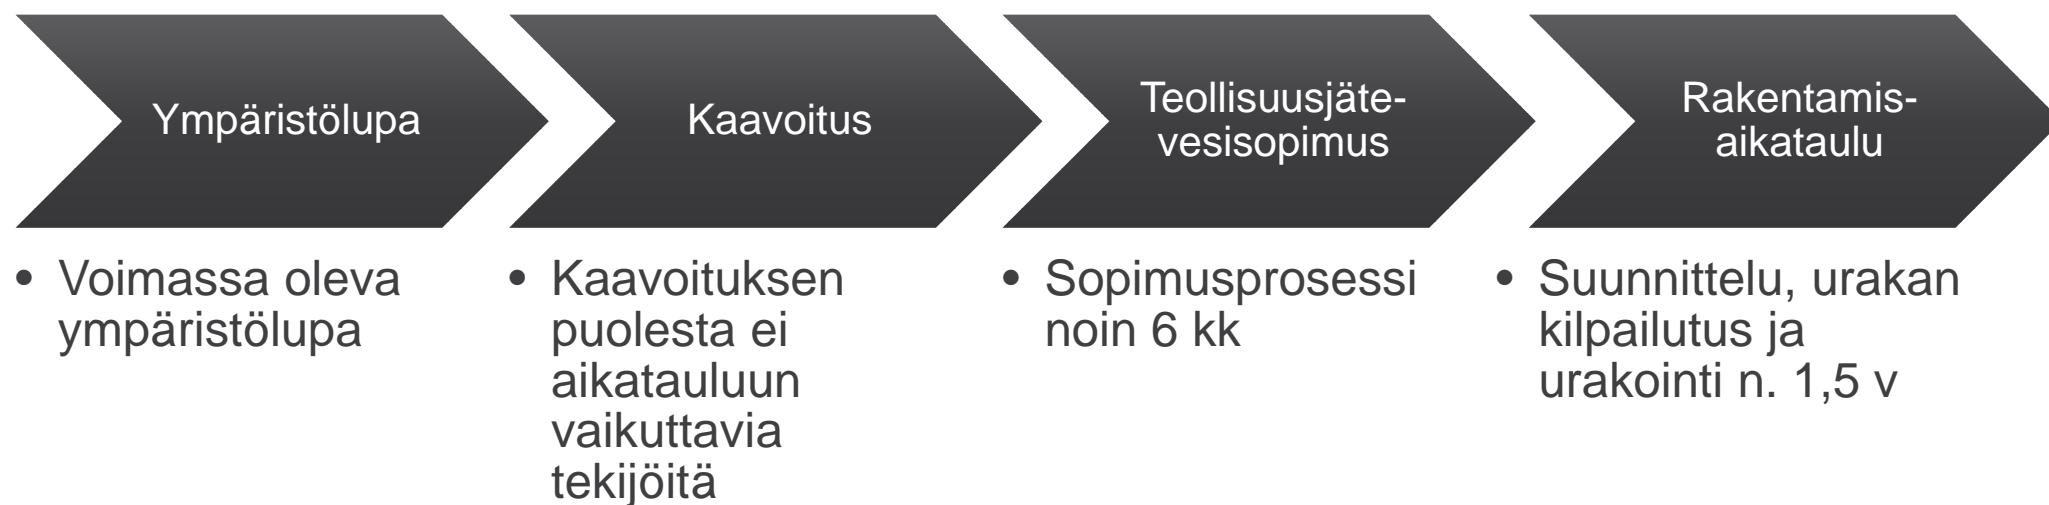 Ympäristölupa
Kaavoitus
Teollisuusjäte-
vesisopimus
Rakentamis-
aikataulu
• Voimassa oleva
ympäristölupa
• Kaavoituksen
puolesta ei
aikatauluun
vaikuttavia
tekijöitä
• Sopimusprosessi
noin 6 kk
• Suunnittelu, urakan
kilpailutus ja
urakointi n. 1,5 v